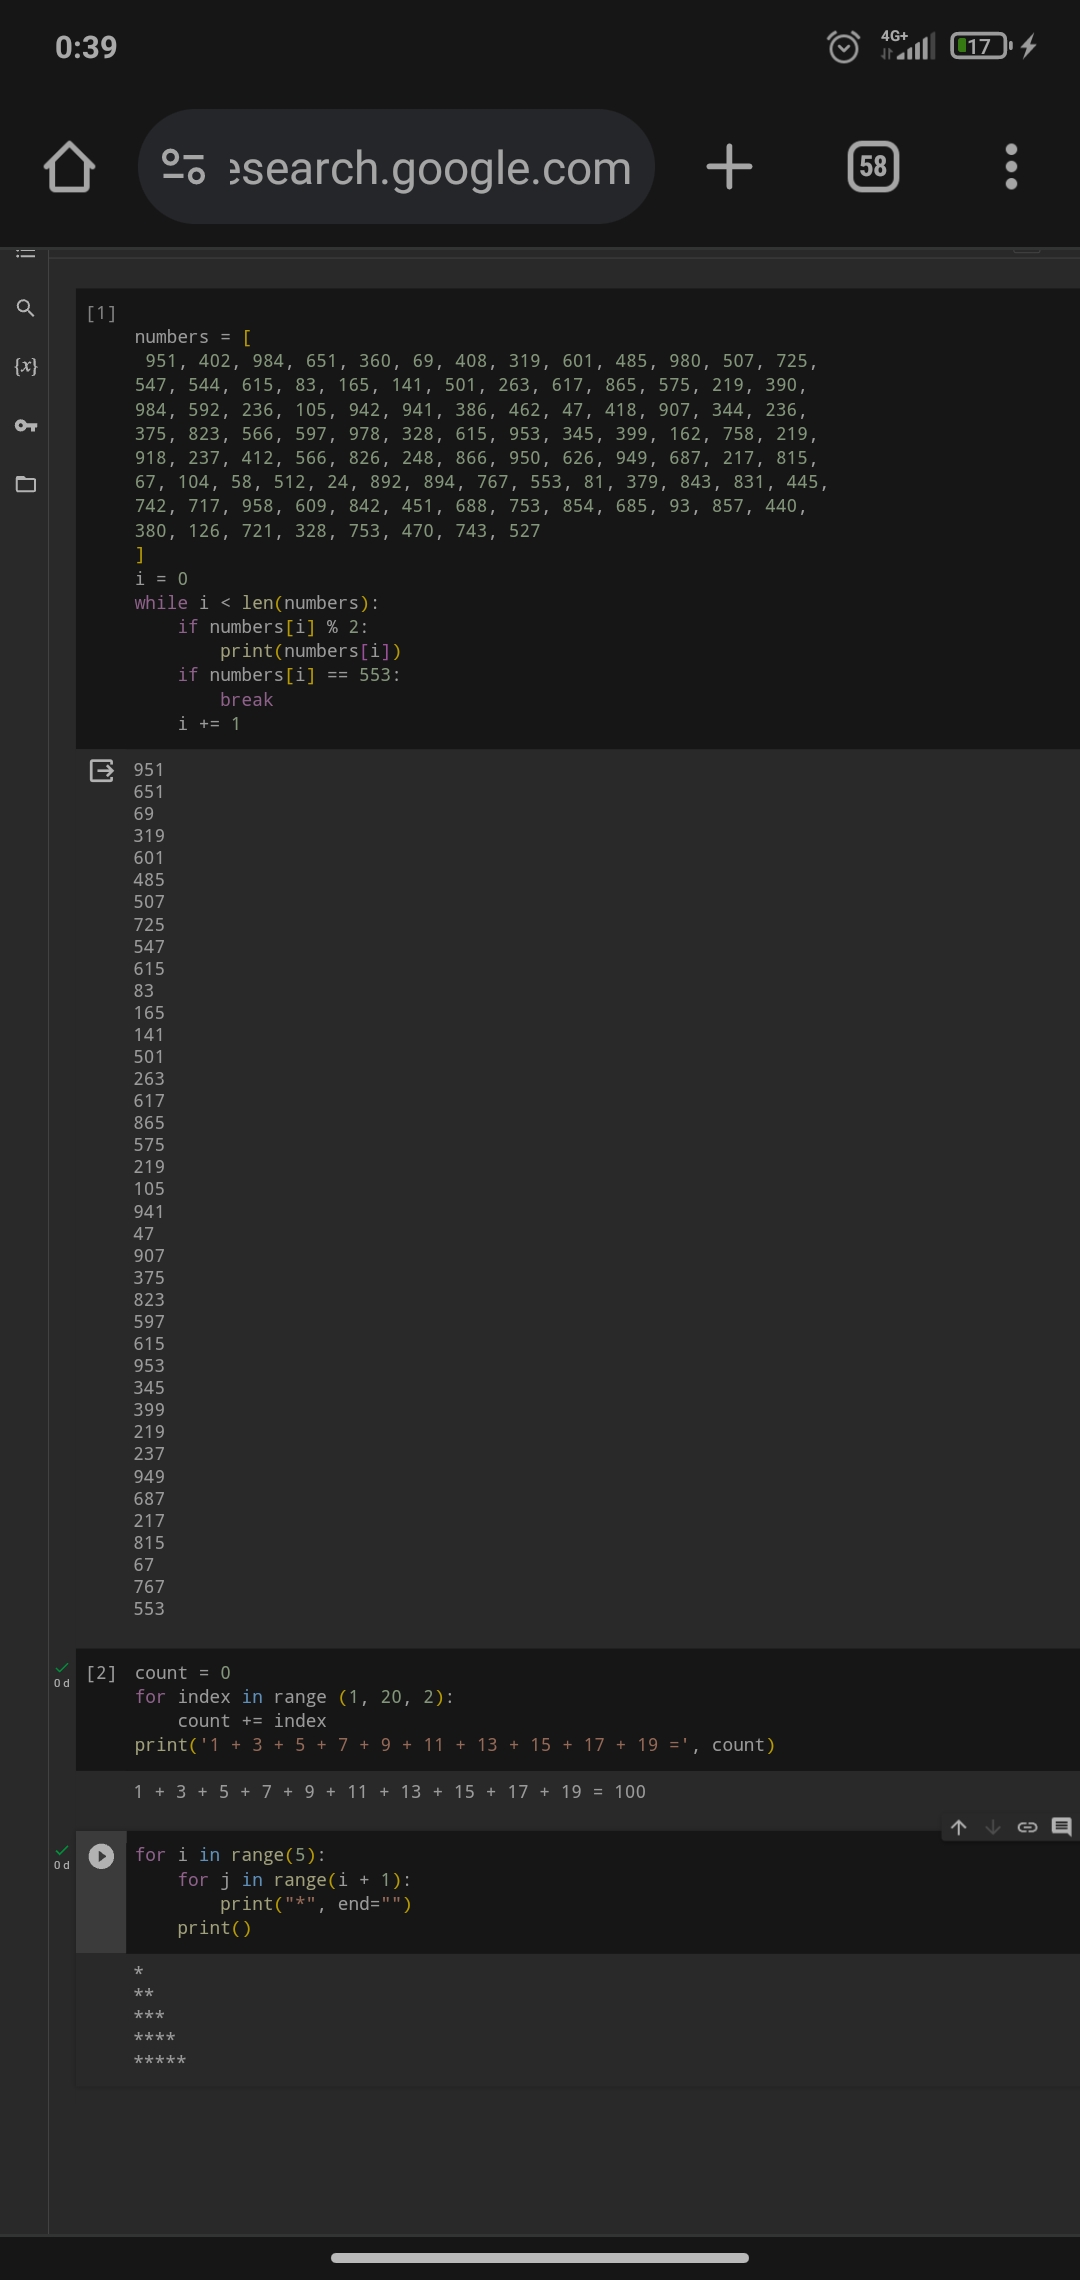 0:39
4G+
17
esearch.google.com
58
{x}
[1]
numbers = [
951, 402, 984, 651, 360, 69, 408, 319, 601, 485, 980, 507, 725,
547, 544, 615, 83, 165, 141, 501, 263, 617, 865, 575, 219, 390,
984, 592, 236, 105, 942, 941, 386, 462, 47, 418, 907, 344, 236,
375, 823, 566, 597, 978, 328, 615, 953, 345, 399, 162, 758, 219,
918, 237, 412, 566, 826, 248, 866, 950, 626, 949, 687, 217, 815,
67, 104, 58, 512, 24, 892, 894, 767, 553, 81, 379, 843, 831, 445,
742, 717, 958, 609, 842, 451, 688, 753, 854, 685, 93, 857, 440,
380, 126, 721, 328, 753, 470, 743, 527
]
i = 0
while i < len(numbers):
    if numbers[i] % 2:
        print(numbers[i])
    if numbers[i] == 553:
        break
    i += 1
951
651
69
319
601
485
507
725
547
615
83
165
141
501
263
617
865
575
219
105
941
47
907
375
823
597
615
953
345
399
219
237
949
687
217
815
67
767
553
0 d
[2] count = 0
for index in range (1, 20, 2):
    count += index
print('1 + 3 + 5 + 7 + 9 + 11 + 13 + 15 + 17 + 19 =', count)
1 + 3 + 5 + 7 + 9 + 11 + 13 + 15 + 17 + 19 = 100
0 d
for i in range(5):
    for j in range(i + 1):
        print("*", end="")
    print()
*
**
***
****
*****